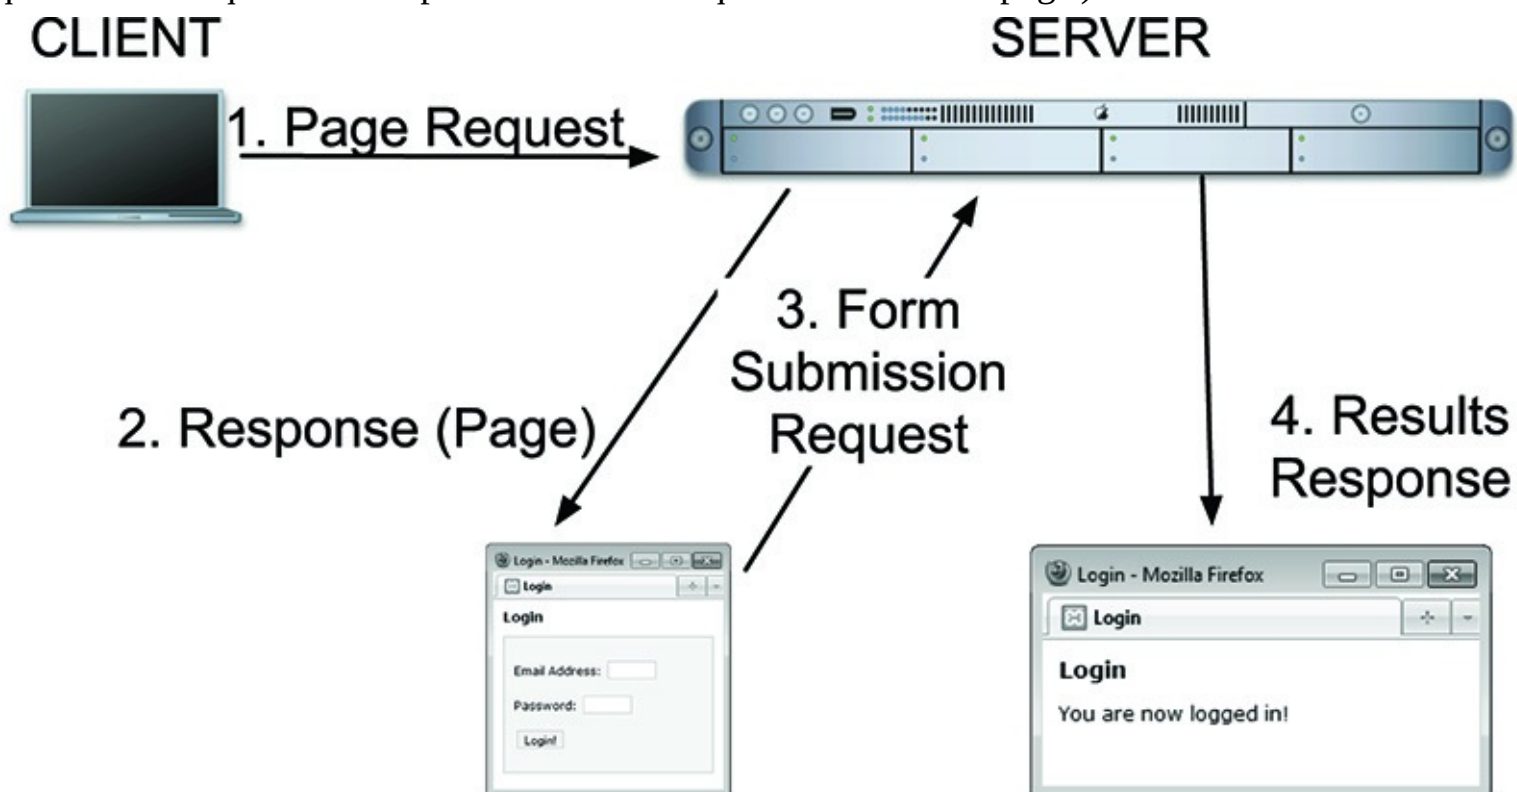 CLIENT
SERVER
1. Page Request
2. Response (Page)
3. Form
Submission
Request
4. Results
Response
Login - Mozilla Firefox
Login
Login
Email Address:
Password:
Login!
Login - Mozilla Firefox
Login
Login
You are now logged in!